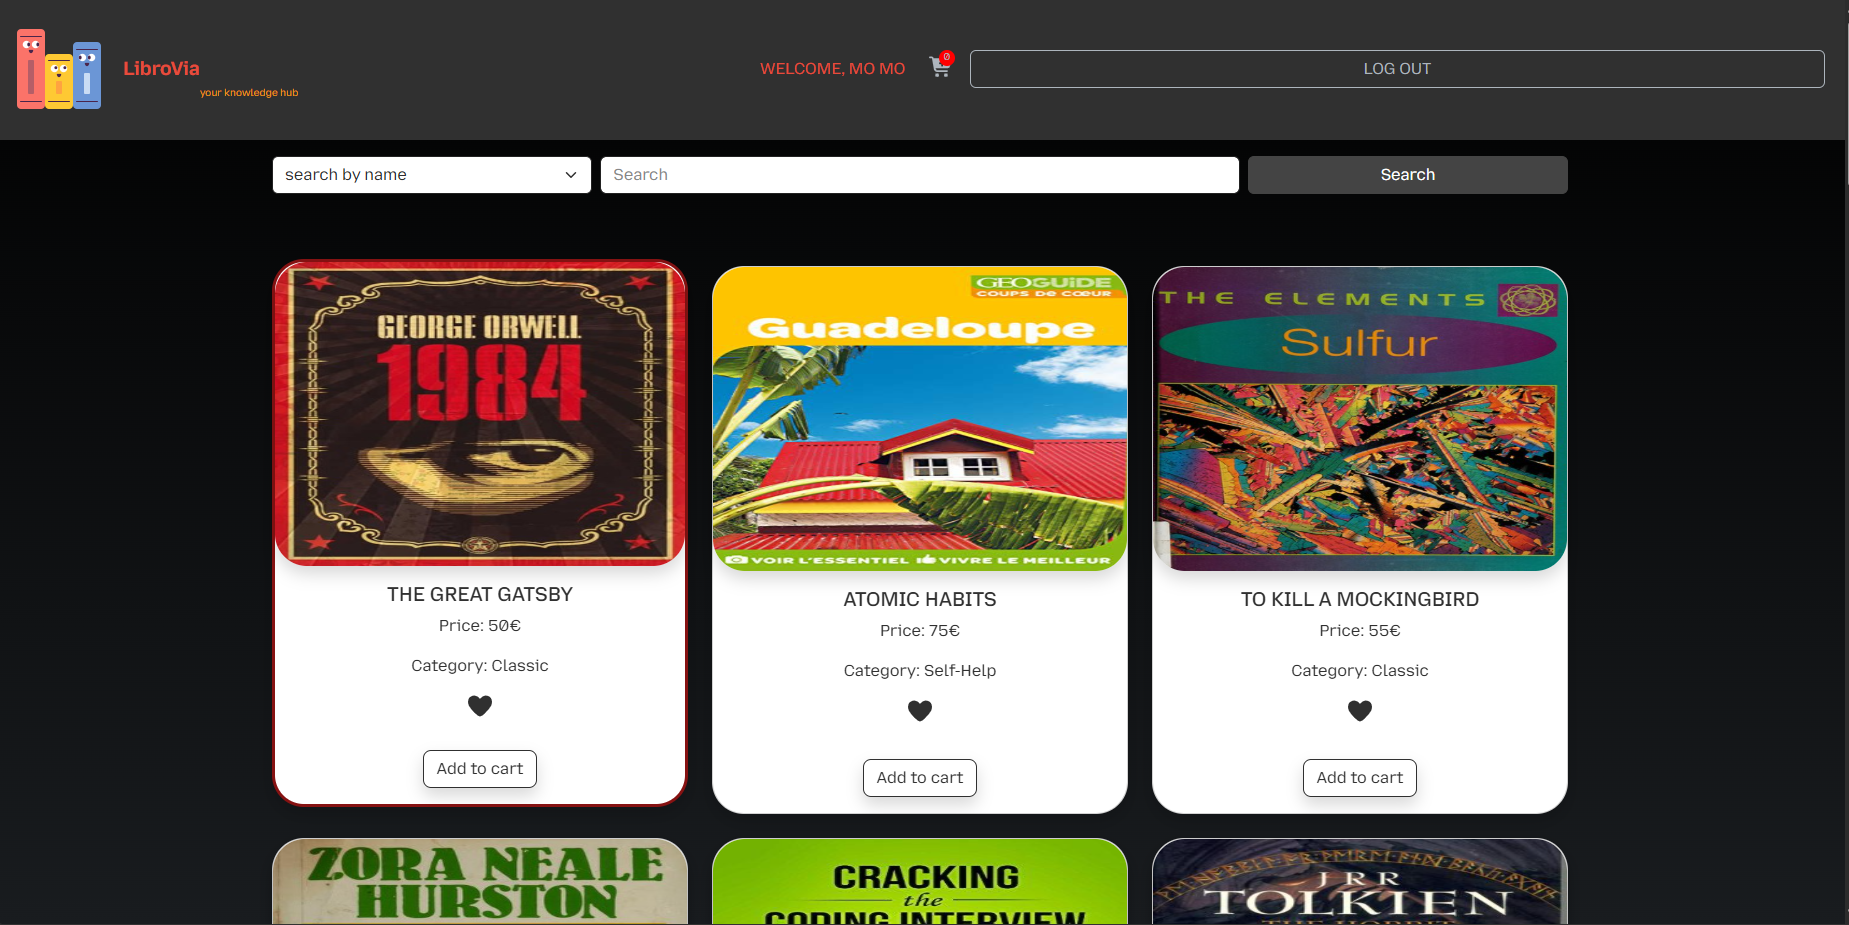 LibroVia
your knowledge hub
WELCOME, MO MO
0
LOG OUT
search by name
Search
Search
GEORGE ORWELL
1984
GEOGUIDE
COUPS DE CŒUR
Guadeloupe
VOIR L'ESSENTIEL VIVRE LE MEILLEUR
THE ELEMENTS
Sulfur
THE GREAT GATSBY
Price: 50€
Category: Classic
Add to cart
ATOMIC HABITS
Price: 75€
Category: Self-Help
Add to cart
TO KILL A MOCKINGBIRD
Price: 55€
Category: Classic
Add to cart
ZORA NEALE
HURSTON
CRACKING
the
CODING INTERVIEW
JRR
TOLKIEN
THE HOBBIT